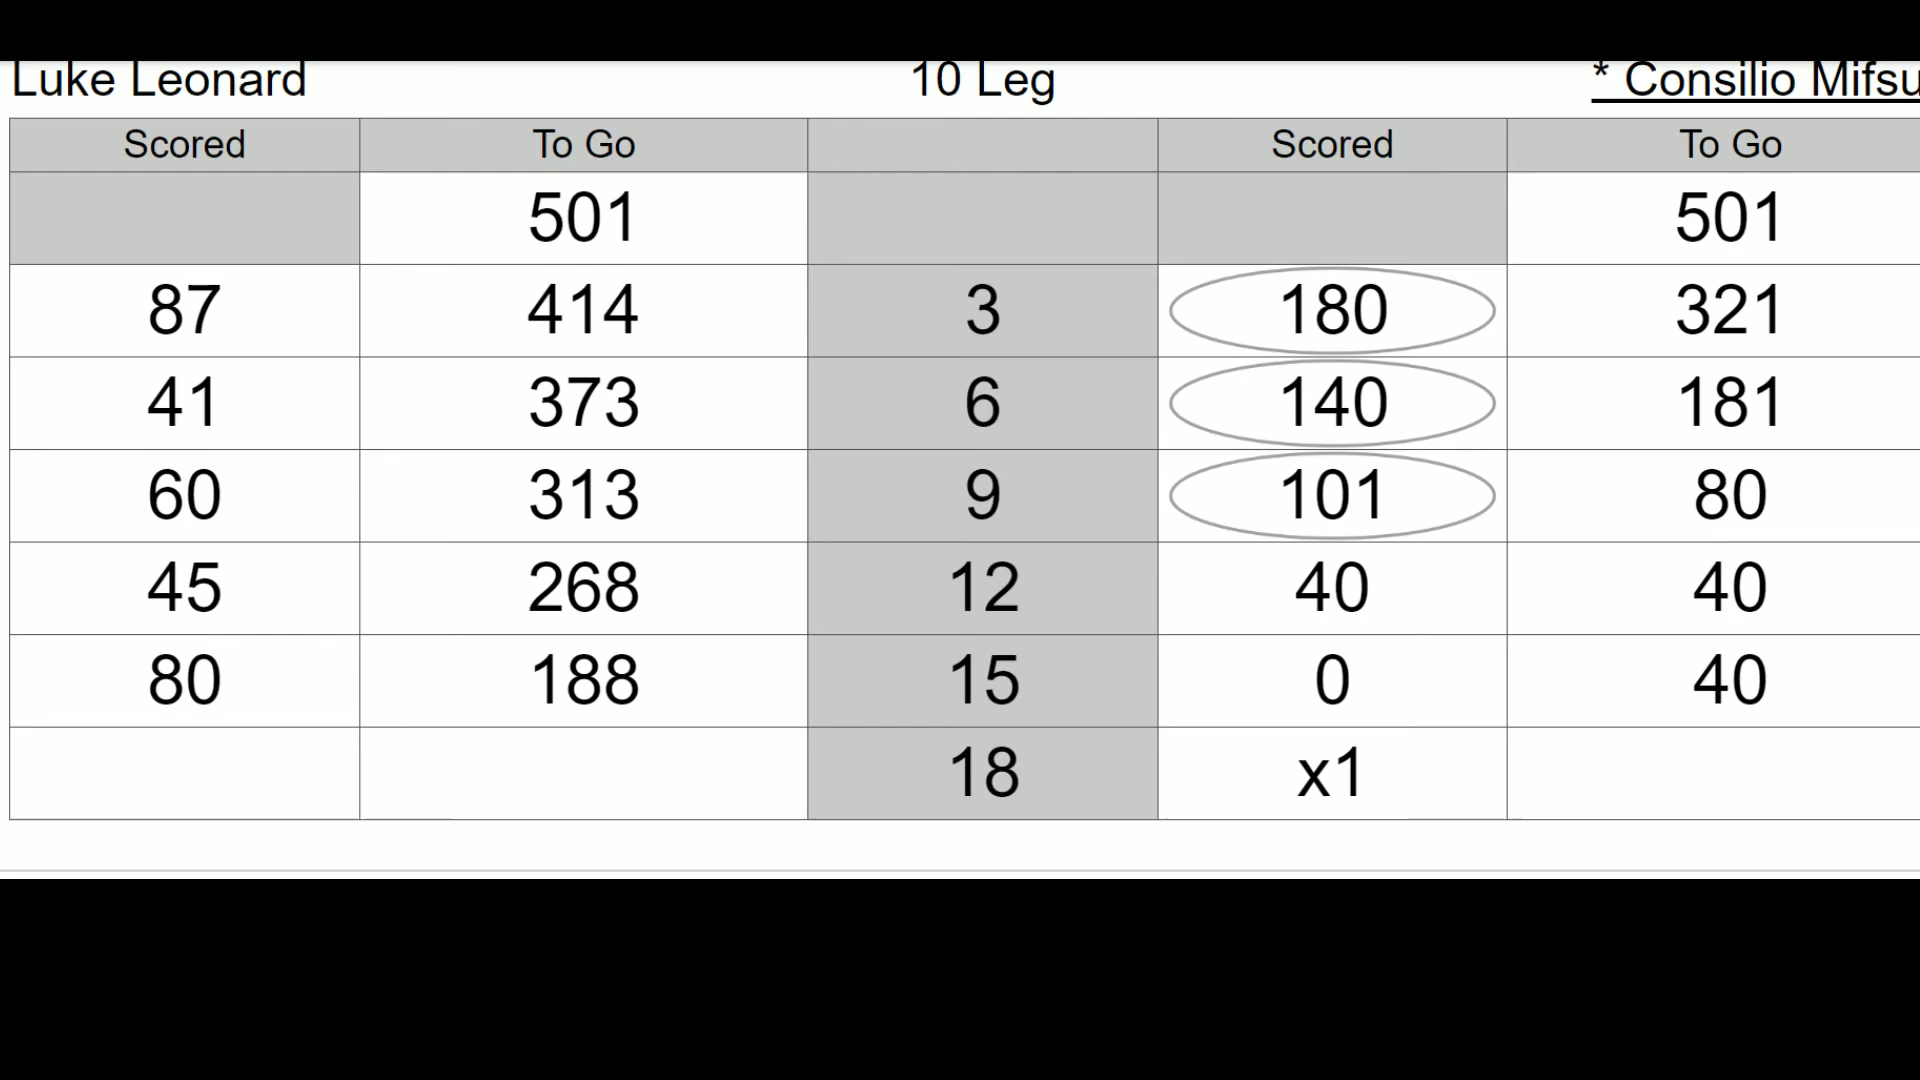 Luke Leonard 10 Leg * Consilio Mifsu
Scored To Go Scored To Go
501 501
87 414 3 180 321
41 373 6 140 181
60 313 9 101 80
45 268 12 40 40
80 188 15 0 40
18 x1